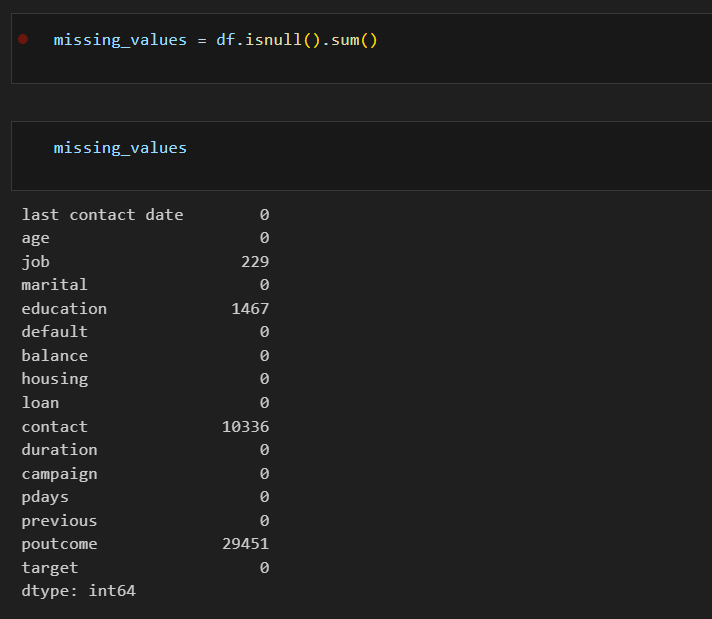 missing_values = df.isnull().sum()
missing_values
last contact date 0
age 0
job 229
marital 0
education 1467
default 0
balance 0
housing 0
loan 0
contact 10336
duration 0
campaign 0
pdays 0
previous 0
poutcome 29451
target 0
dtype: int64